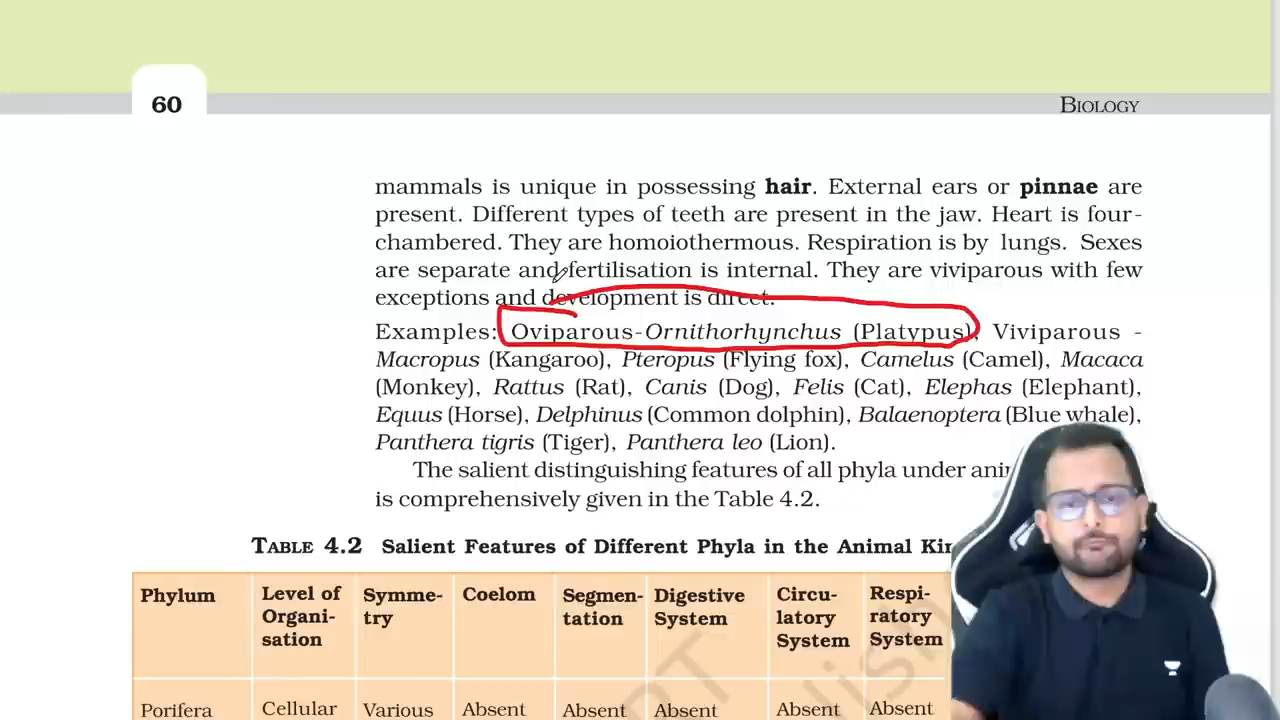 60
BIOLOGY
mammals is unique in possessing hair. External ears or pinnae are
present. Different types of teeth are present in the jaw. Heart is four-
chambered. They are homoiothermous. Respiration is by lungs. Sexes
are separate and fertilisation is internal. They are viviparous with few
exceptions and development is direct.
Examples: Oviparous-Ornithorhynchus (Platypus), Viviparous -
Macropus (Kangaroo), Pteropus (Flying fox), Camelus (Camel), Macaca
(Monkey), Rattus (Rat), Canis (Dog), Felis (Cat), Elephas (Elephant),
Equus (Horse), Delphinus (Common dolphin), Balaenoptera (Blue whale),
Panthera tigris (Tiger), Panthera leo (Lion).
The salient distinguishing features of all phyla under
is comprehensively given in the Table 4.2.
TABLE 4.2 Salient Features of Different Phyla in the Animal
Phylum
Level of
Organi-
sation
Symme-
try
Coelom
Segmen-
tation
Digestive
System
Circu-
latory
System
Respi-
ratory
System
Porifera
Cellular
Various
Absent
Absent
Absent
Absent
Absent